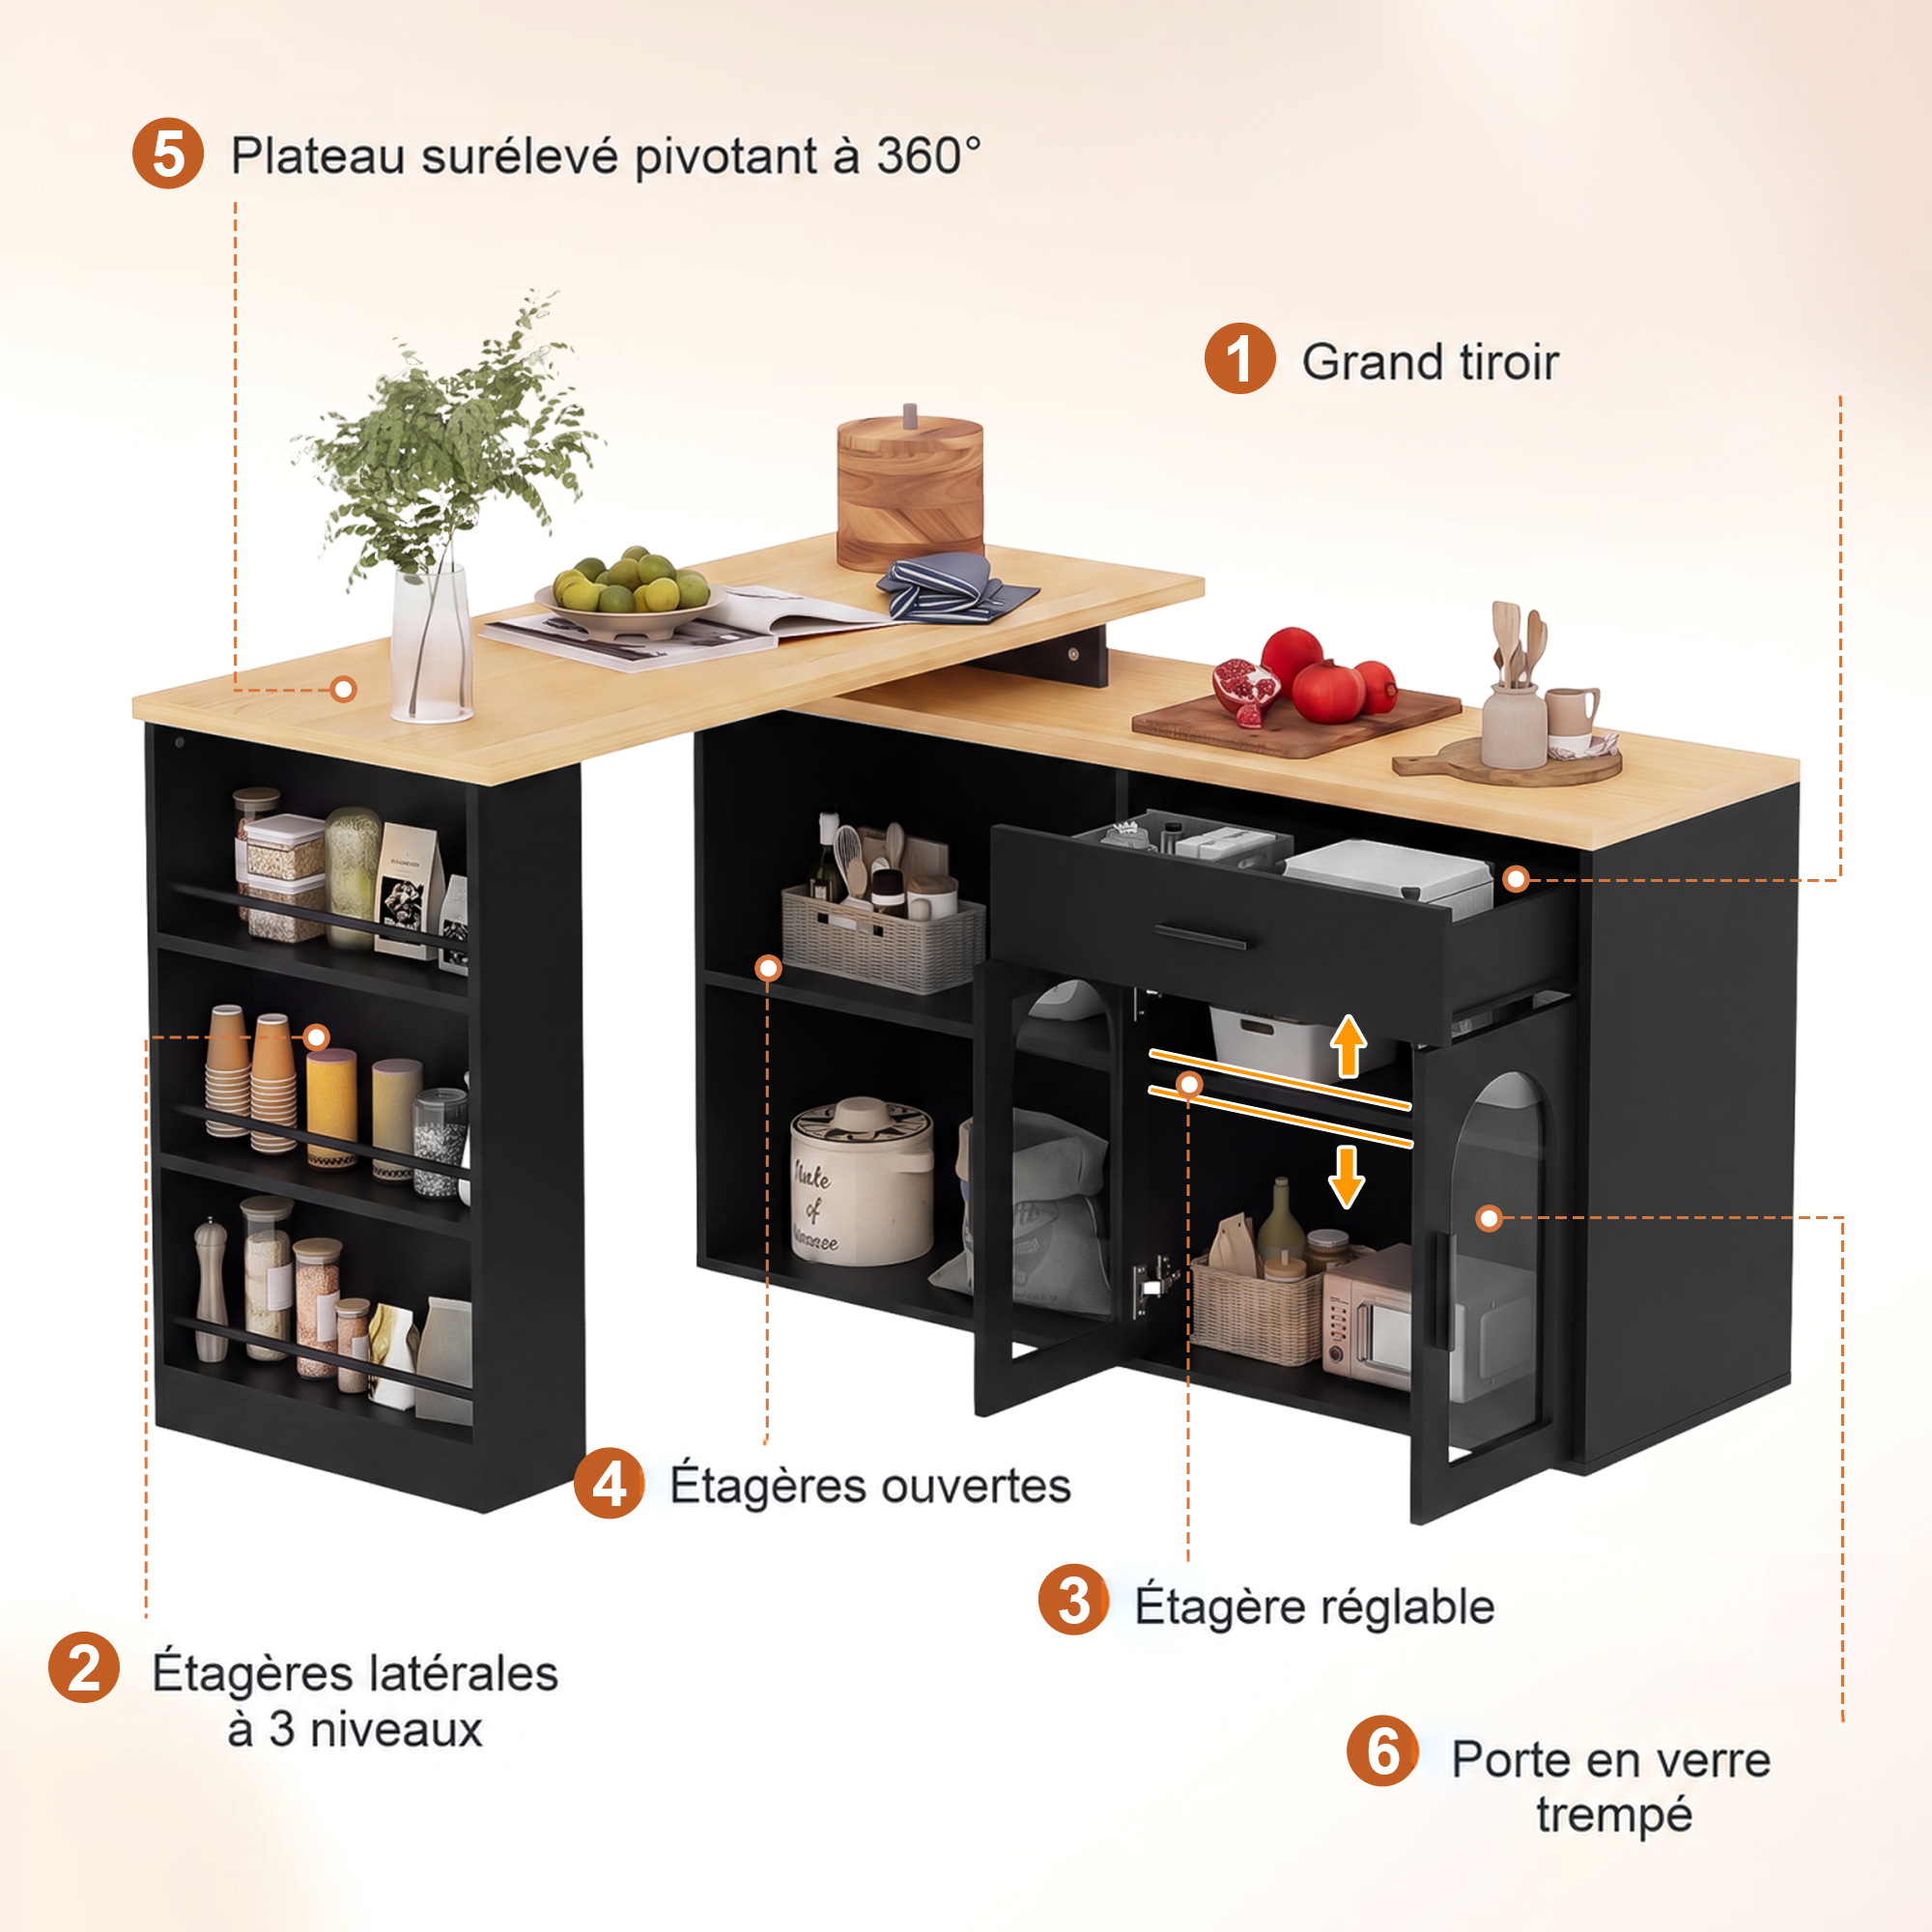 5 Plateau surélevé pivotant à 360°
1 Grand tiroir
4 Étagères ouvertes
3 Étagère réglable
2 Étagères latérales
à 3 niveaux
6 Porte en verre
trempé